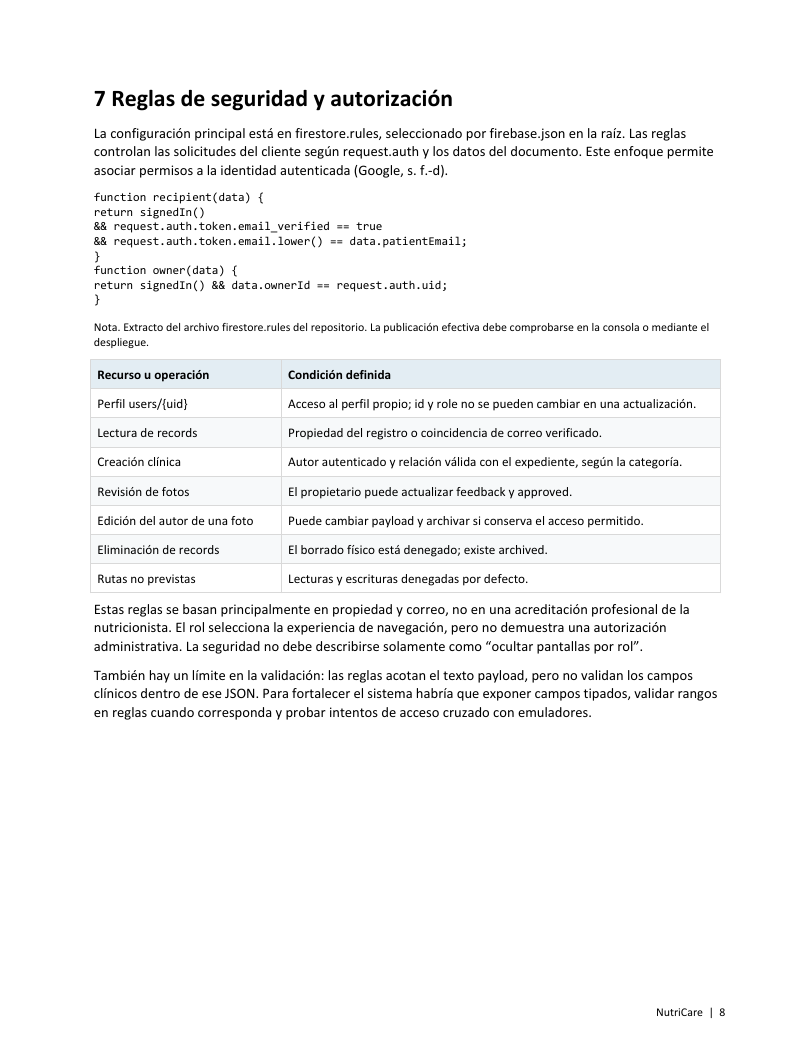 7 Reglas de seguridad y autorización
La configuración principal está en firestore.rules, seleccionado por firebase.json en la raíz. Las reglas
controlan las solicitudes del cliente según request.auth y los datos del documento. Este enfoque permite
asociar permisos a la identidad autenticada (Google, s. f.-d).
function recipient(data) {
return signedIn()
&& request.auth.token.email_verified == true
&& request.auth.token.email.lower() == data.patientEmail;
}
function owner(data) {
return signedIn() && data.ownerId == request.auth.uid;
}
Nota. Extracto del archivo firestore.rules del repositorio. La publicación efectiva debe comprobarse en la consola o mediante el
despliegue.
Recurso u operación Condición definida
Perfil users/{uid} Acceso al perfil propio; id y role no se pueden cambiar en una actualización.
Lectura de records Propiedad del registro o coincidencia de correo verificado.
Creación clínica Autor autenticado y relación válida con el expediente, según la categoría.
Revisión de fotos El propietario puede actualizar feedback y approved.
Edición del autor de una foto Puede cambiar payload y archivar si conserva el acceso permitido.
Eliminación de records El borrado físico está denegado; existe archived.
Rutas no previstas Lecturas y escrituras denegadas por defecto.
Estas reglas se basan principalmente en propiedad y correo, no en una acreditación profesional de la
nutricionista. El rol selecciona la experiencia de navegación, pero no demuestra una autorización
administrativa. La seguridad no debe describirse solamente como “ocultar pantallas por rol”.
También hay un límite en la validación: las reglas acotan el texto payload, pero no validan los campos
clínicos dentro de ese JSON. Para fortalecer el sistema habría que exponer campos tipados, validar rangos
en reglas cuando corresponda y probar intentos de acceso cruzado con emuladores.
NutriCare | 8